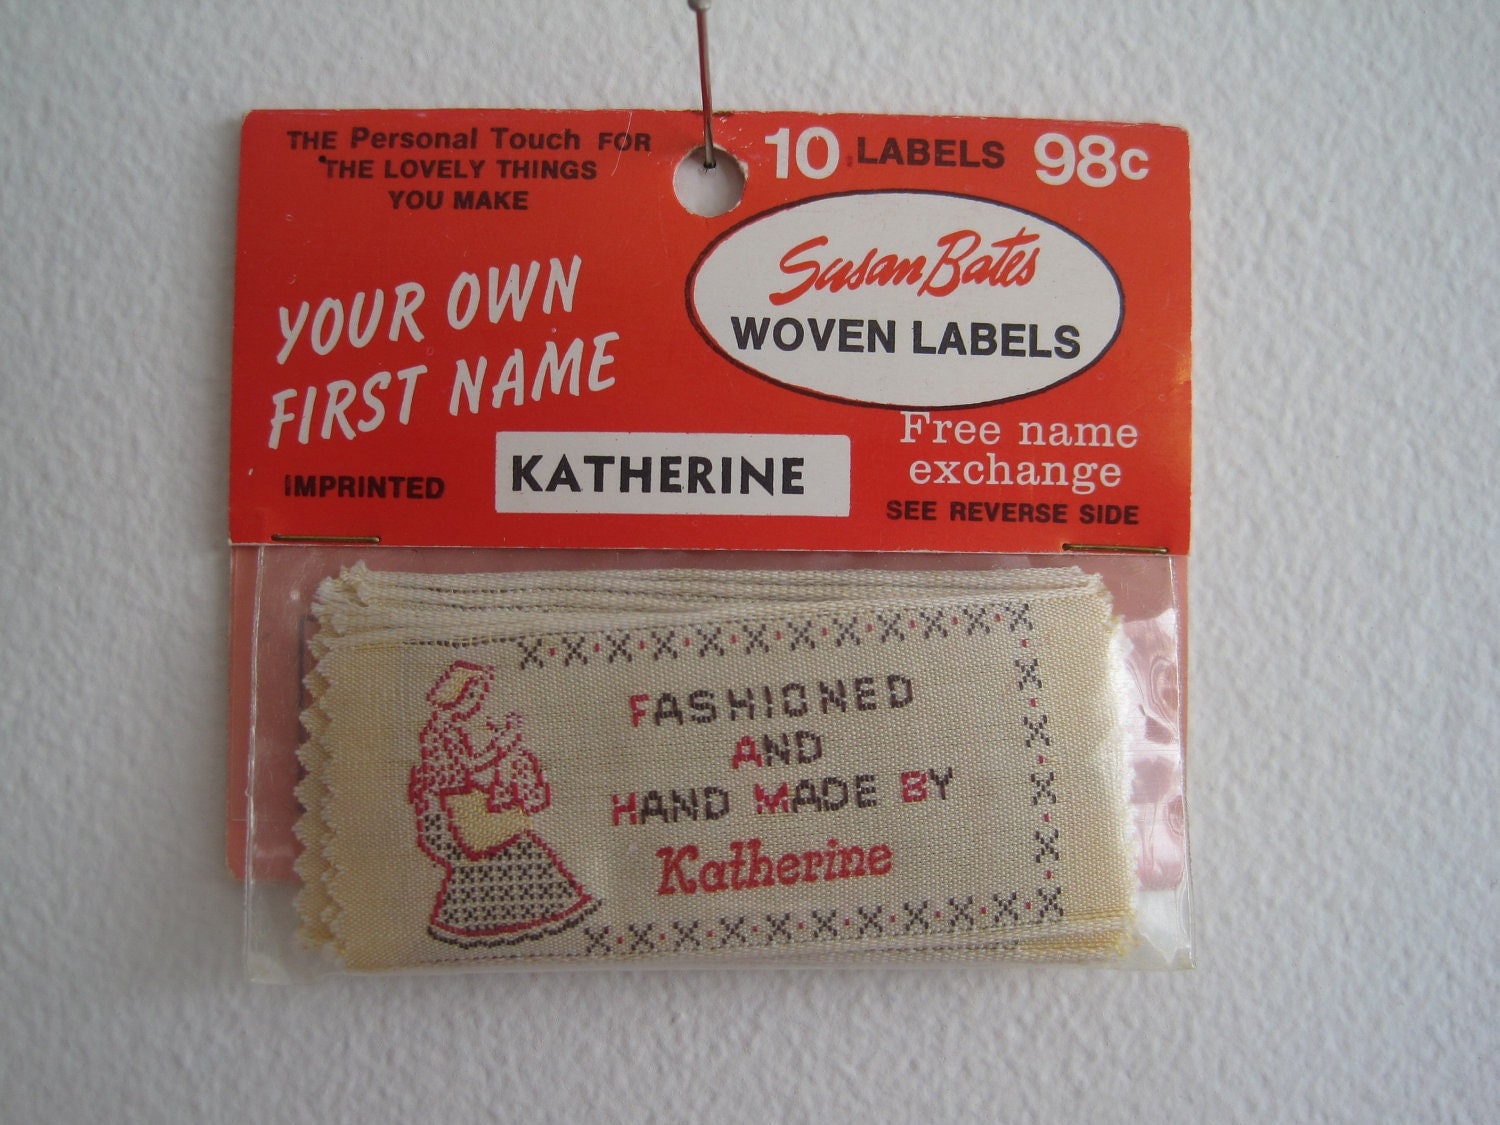 THE Personal Touch FOR
THE LOVELY THINGS
YOU MAKE
10 LABELS 98c
Susan Bates
WOVEN LABELS
YOUR OWN
FIRST NAME
IMPRINTED
KATHERINE
Free name
exchange
SEE REVERSE SIDE
FASHIONED
AND
HAND MADE BY
Katherine